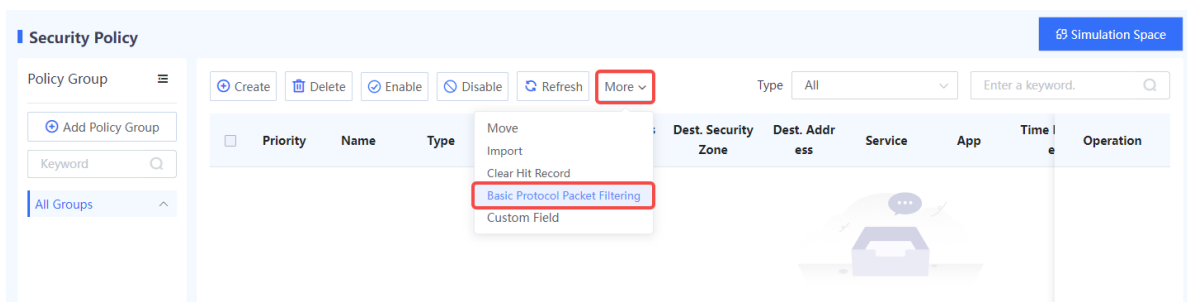 Security Policy
Simulation Space
Policy Group
Create
Delete
Enable
Disable
Refresh
More
Type
All
Enter a keyword.
Add Policy Group
Keyword
All Groups
Priority
Name
Type
Dest. Security
Zone
Dest. Addr
ess
Service
App
Time
e
Operation
Move
Import
Clear Hit Record
Basic Protocol Packet Filtering
Custom Field